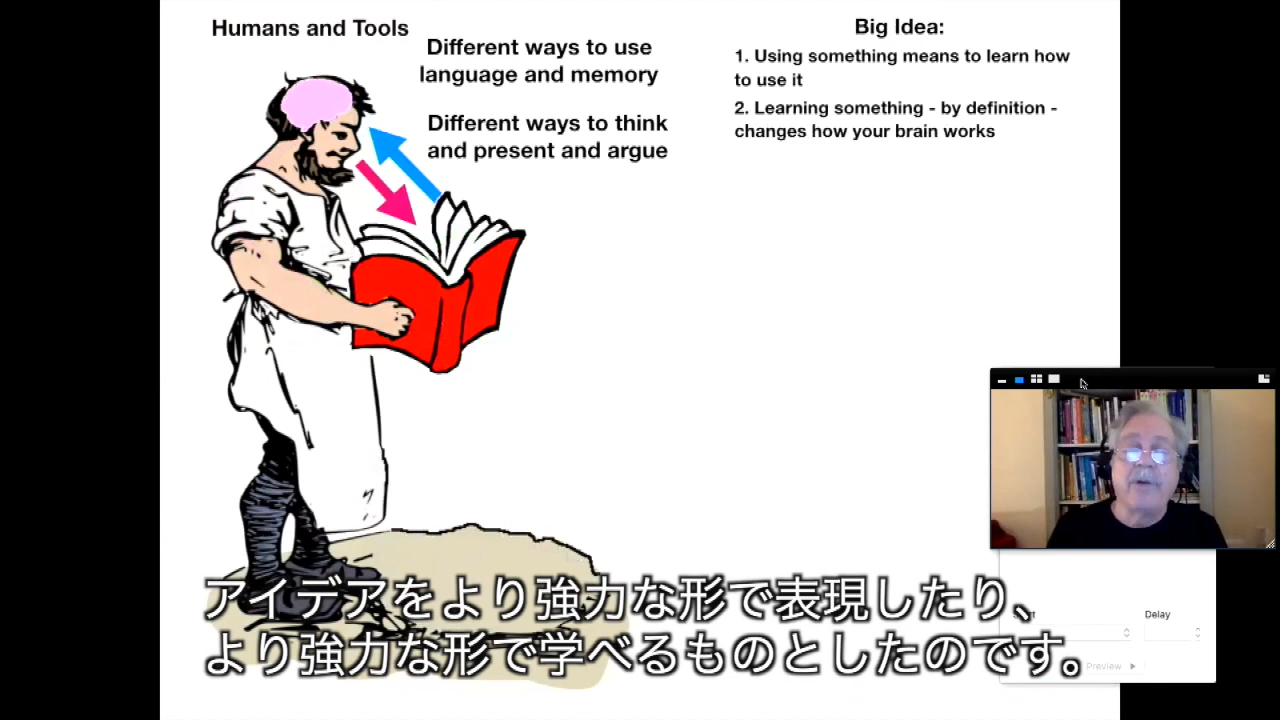 Humans and Tools
Different ways to use
language and memory
Different ways to think
and present and argue
Big Idea:
1. Using something means to learn how
to use it
2. Learning something - by definition -
changes how your brain works
Delay
Preview
アイデアをより強力な形で表現したり、
より強力な形で学べるものとしたのです。